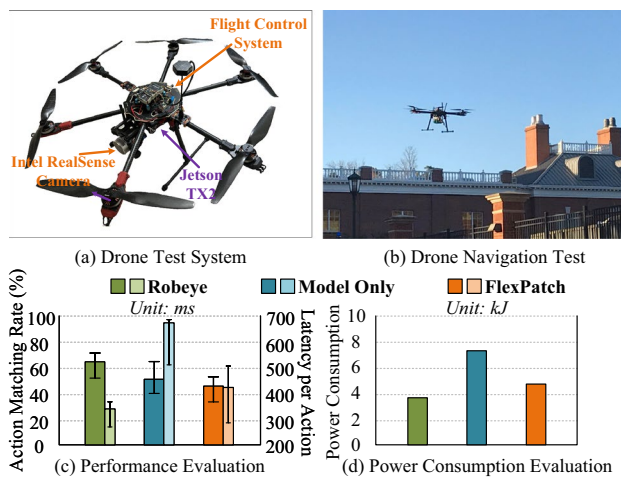 Flight Control
System
Intel RealSense
Camera
Jetson
TX2
(a) Drone Test System
(b) Drone Navigation Test
Robeye
Model Only
FlexPatch
Unit: ms
Unit: kJ
Action Matching Rate (%)
100
80
60
40
20
0
700
600
500
400
300
200
Latency per Action
Power Consumption
10
8
6
4
2
0
(c) Performance Evaluation
(d) Power Consumption Evaluation